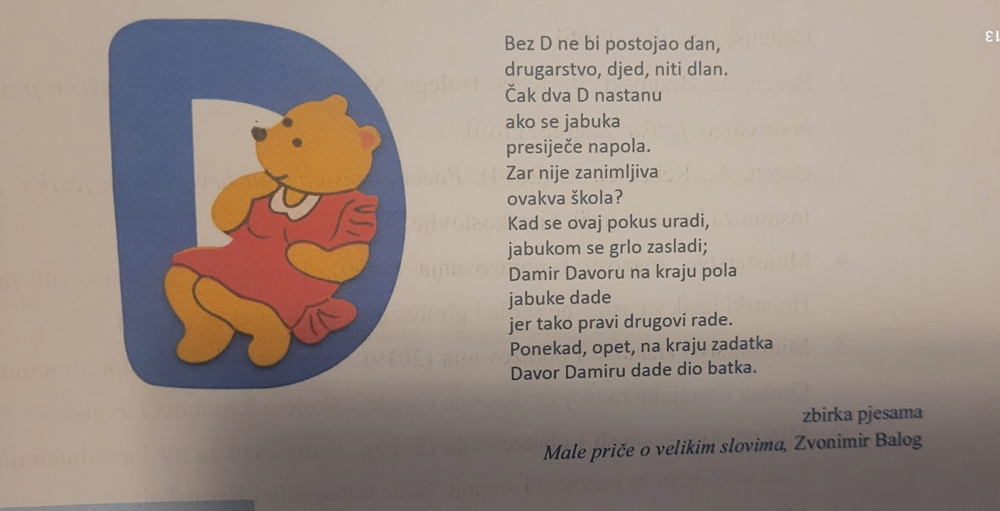 Bez D ne bi postojao dan,
drugarstvo, djed, niti dlan.
Čak dva D nastanu
ako se jabuka
presiječe napola.
Zar nije zanimljiva
ovakva škola?
Kad se ovaj pokus uradi,
jabukom se grlo zasladi;
Damir Davoru na kraju pola
jabuke dade
jer tako pravi drugovi rade.
Ponekad, opet, na kraju zadatka
Davor Damiru dade dio batka.
zbirka pjesama
Male priče o velikim slovima, Zvonimir Balog